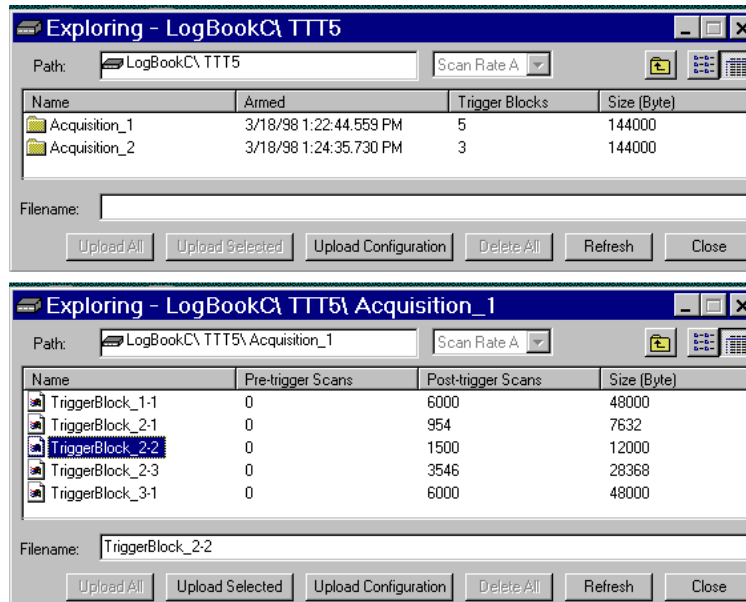 Exploring - LogBookC\ TTT5
Path: LogBookC\ TTT5 Scan Rate A
Name Armed Trigger Blocks Size (Byte)
Acquisition_1 3/18/98 1:22:44.559 PM 5 144000
Acquisition_2 3/18/98 1:24:35.730 PM 3 144000
Filename:
Upload All Upload Selected Upload Configuration Delete All Refresh Close
Exploring - LogBookC\ TTT5\ Acquisition_1
Path: LogBookC\ TTT5\ Acquisition_1 Scan Rate A
Name Pre-trigger Scans Post-trigger Scans Size (Byte)
TriggerBlock_1-1 0 6000 48000
TriggerBlock_2-1 0 954 7632
TriggerBlock_2-2 0 1500 12000
TriggerBlock_2-3 0 3546 28368
TriggerBlock_3-1 0 6000 48000
Filename: TriggerBlock_2-2
Upload All Upload Selected Upload Configuration Delete All Refresh Close